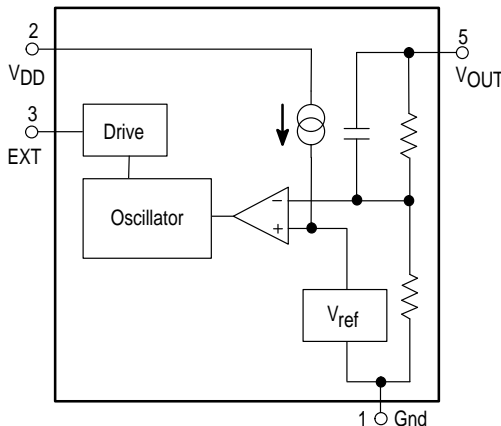 2
VDD
5
VOUT
3
EXT
Drive
Oscillator
−
+
Vref
1 Gnd